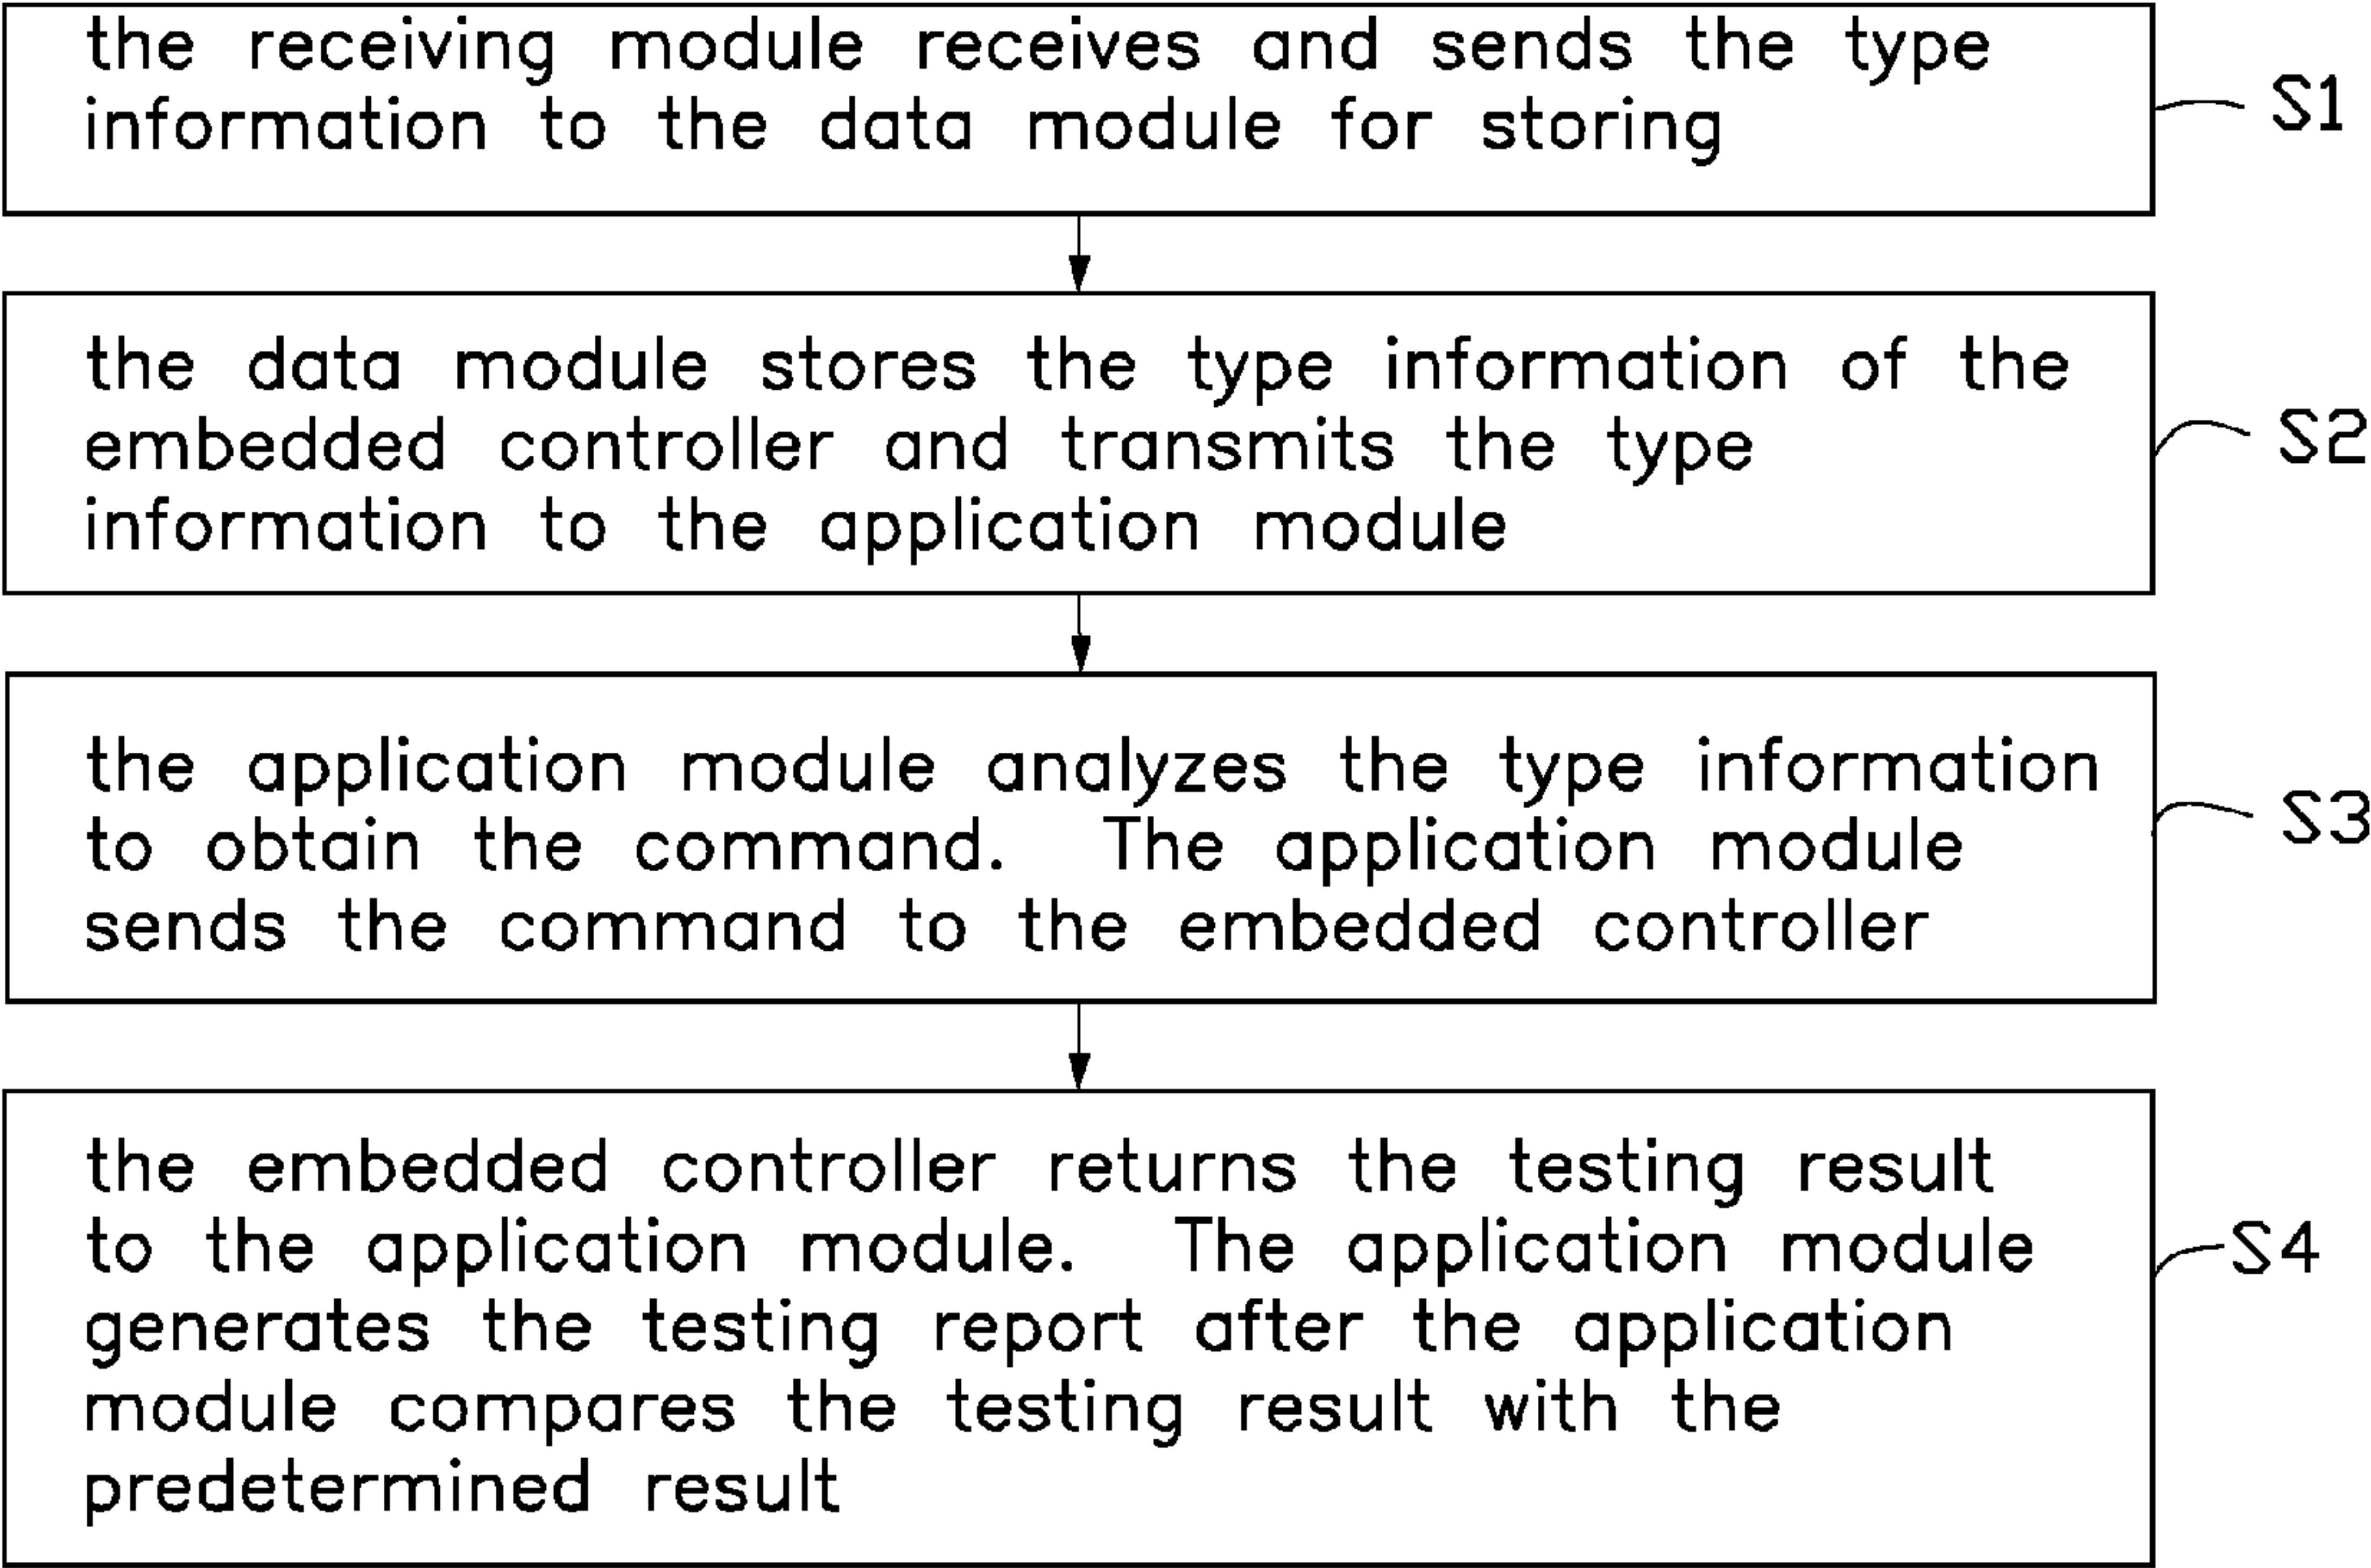 the receiving module receives and sends the type
information to the data module for storing
S1
the data module stores the type information of the
embedded controller and transmits the type
information to the application module
S2
the application module analyzes the type information
to obtain the command. The application module
sends the command to the embedded controller
S3
the embedded controller returns the testing result
to the application module. The application module
generates the testing report after the application
module compares the testing result with the
predetermined result
S4